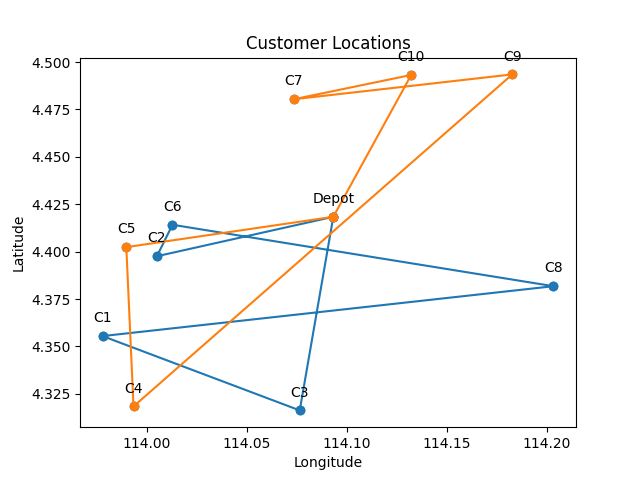 Customer Locations
C10
C9
C7
Depot
C6
C5
C2
C8
C1
C4
C3
4.500
4.475
4.450
4.425
4.400
4.375
4.350
4.325
Latitude
114.00
114.05
114.10
114.15
114.20
Longitude